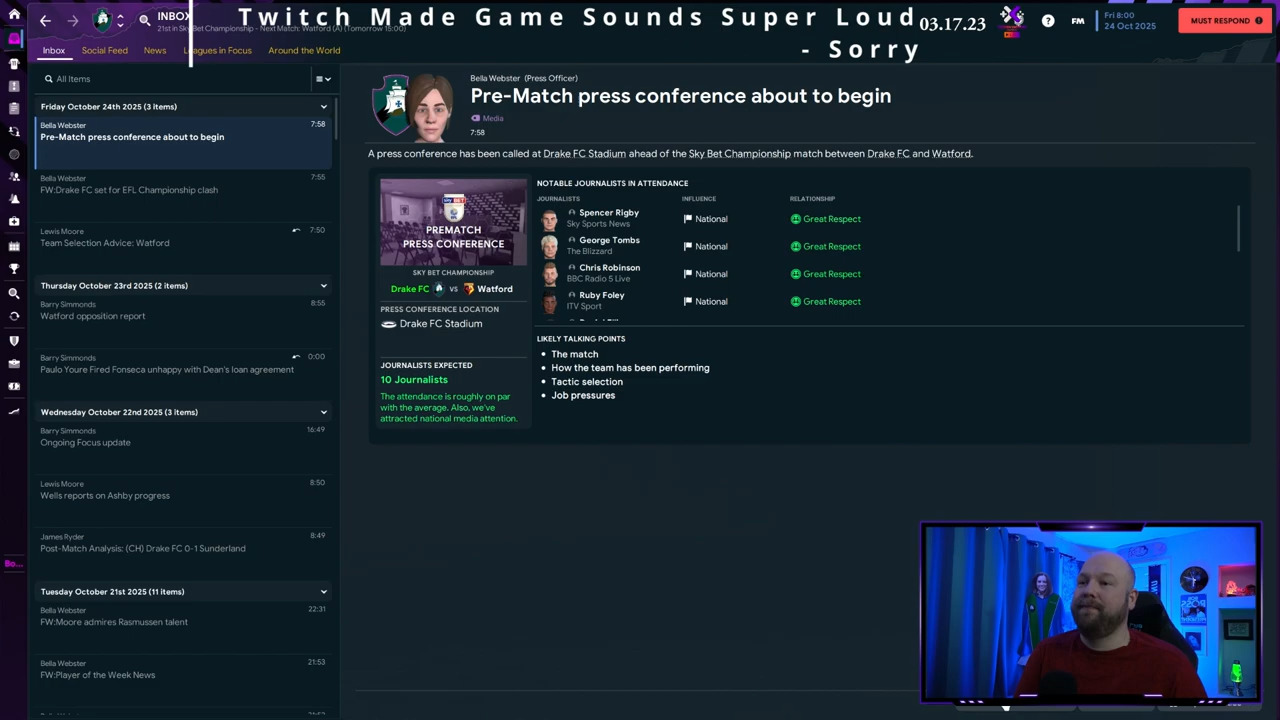 INBOX
21st in Sky Bet Championship - Next Match: Watford (A) (Tomorrow 15:00)
Twitch Made Game Sounds Super Loud
- Sorry
03.17.23
FM
Fri 8:00
24 Oct 2025
MUST RESPOND
Inbox
Social Feed
News
Leagues in Focus
Around the World
All Items
Friday October 24th 2025 (3 items)
Bella Webster 7:58
Pre-Match press conference about to begin
Bella Webster 7:55
FW:Drake FC set for EFL Championship clash
Lewis Moore 7:50
Team Selection Advice: Watford
Thursday October 23rd 2025 (2 items)
Barry Simmonds 8:55
Watford opposition report
Barry Simmonds 0:00
Paulo Youre Fired Fonseca unhappy with Dean's loan agreement
Wednesday October 22nd 2025 (3 items)
Barry Simmonds 16:49
Ongoing Focus update
Lewis Moore 8:50
Wells reports on Ashby progress
James Ryder 8:49
Post-Match Analysis: (CH) Drake FC 0-1 Sunderland
Tuesday October 21st 2025 (11 items)
Bella Webster 22:31
FW:Moore admires Rasmussen talent
Bella Webster 21:53
FW:Player of the Week News
Bo...
Bella Webster (Press Officer)
Pre-Match press conference about to begin
Media
7:58
A press conference has been called at Drake FC Stadium ahead of the Sky Bet Championship match between Drake FC and Watford.
PREMATCH
PRESS CONFERENCE
SKY BET CHAMPIONSHIP
Drake FC VS Watford
PRESS CONFERENCE LOCATION
Drake FC Stadium
JOURNALISTS EXPECTED
10 Journalists
The attendance is roughly on par
with the average. Also, we've
attracted national media attention.
NOTABLE JOURNALISTS IN ATTENDANCE
JOURNALISTS INFLUENCE RELATIONSHIP
Spencer Rigby National Great Respect
Sky Sports News
George Tombs National Great Respect
The Blizzard
Chris Robinson National Great Respect
BBC Radio 5 Live
Ruby Foley National Great Respect
ITV Sport
LIKELY TALKING POINTS
The match
How the team has been performing
Tactic selection
Job pressures